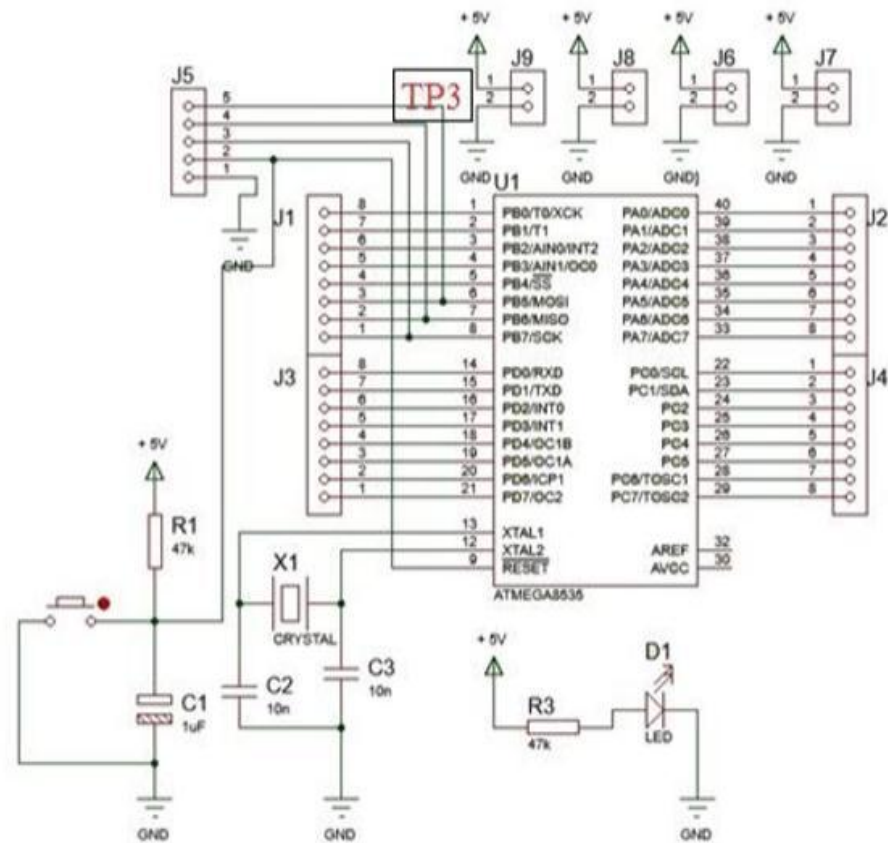 + 5V
+ 5V
+ 5V
+ 5V
J9
J8
J6
J7
J5
TP3
1
2
1
2
1
2
1
2
5
4
3
2
1
GND
GND
GND
GND
GND
U1
J1
J2
8 1 PB0/T0/XCK PA0/ADC0 40 1
7 2 PB1/T1 PA1/ADC1 39 2
6 3 PB2/AIN0/INT2 PA2/ADC2 38 3
5 4 PB3/AIN1/OC0 PA3/ADC3 37 4
4 5 PB4/SS PA4/ADC4 36 5
3 6 PB5/MOSI PA5/ADC5 35 6
2 7 PB6/MISO PA6/ADC6 34 7
1 8 PB7/SCK PA7/ADC7 33 8
J3
J4
8 14 PD0/RXD PC0/SCL 22 1
7 15 PD1/TXD PC1/SDA 23 2
6 16 PD2/INT0 PC2 24 3
5 17 PD3/INT1 PC3 25 4
4 18 PD4/OC1B PC4 26 5
3 19 PD5/OC1A PC5 27 6
2 20 PD6/ICP1 PC6/TOSC1 28 7
1 21 PD7/OC2 PC7/TOSC2 29 8
13 XTAL1
12 XTAL2 AREF 32
9 RESET AVCC 30
ATMEGA8535
+ 5V
R1
47k
X1
CRYSTAL
C1
1uF
C2
10n
C3
10n
+ 5V
R3
47k
D1
LED
GND
GND
GND